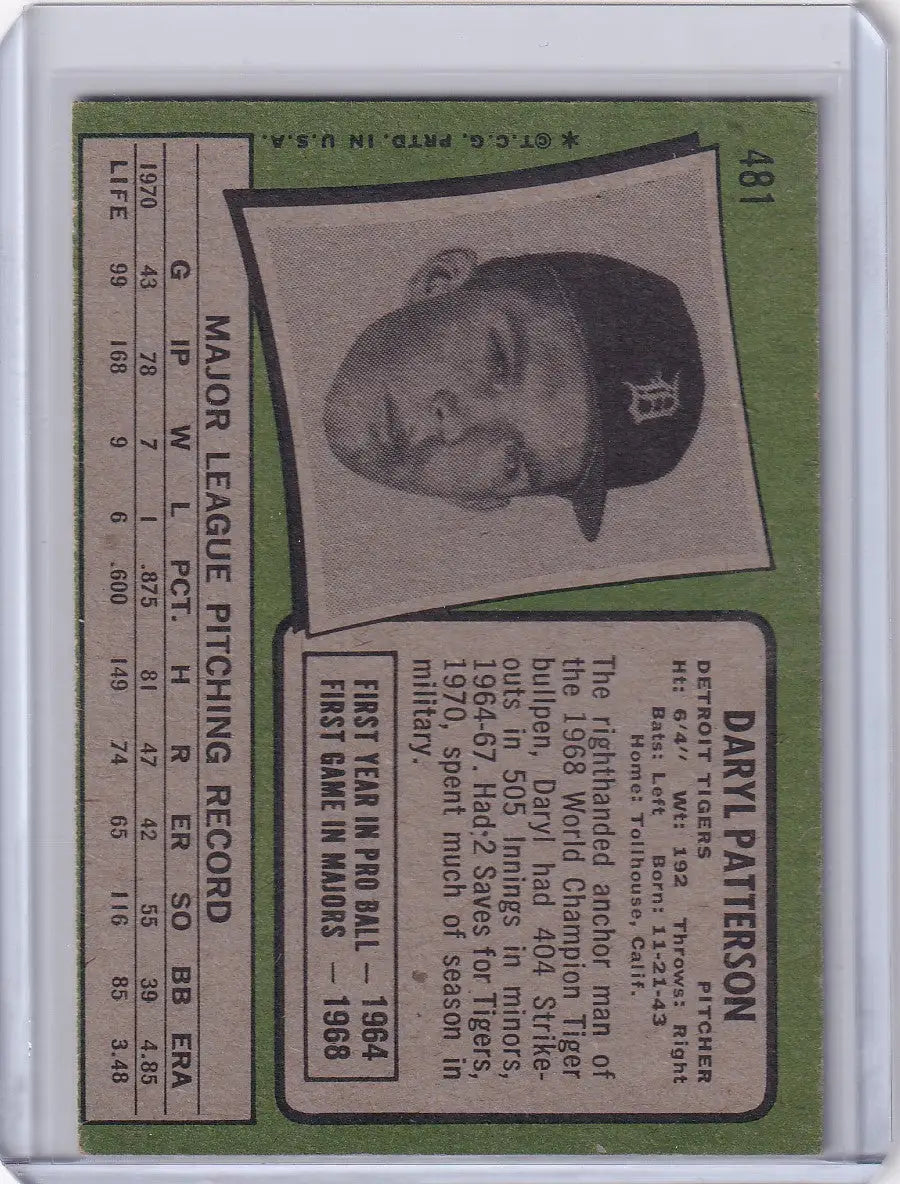 481
*©T.C.G. PRTD. IN U.S.A.
DARYL PATTERSON
DETROIT TIGERS PITCHER
Ht: 6'4" Wt: 192 Throws: Right
Bats: Left Born: 11-21-43
Home: Tollhouse, Calif.
The righthanded anchor man of
the 1968 World Champion Tiger
bullpen, Daryl had 404 Strike-
outs in 505 Innings in minors,
1964-67. Had 2 Saves for Tigers,
1970, spent much of season in
military.
FIRST YEAR IN PRO BALL — 1964
FIRST GAME IN MAJORS — 1968
D
MAJOR LEAGUE PITCHING RECORD
G IP W L PCT. H R ER SO BB ERA
1970 43 78 7 1 .875 81 47 42 55 39 4.85
LIFE 99 168 9 6 .600 149 74 65 116 85 3.48